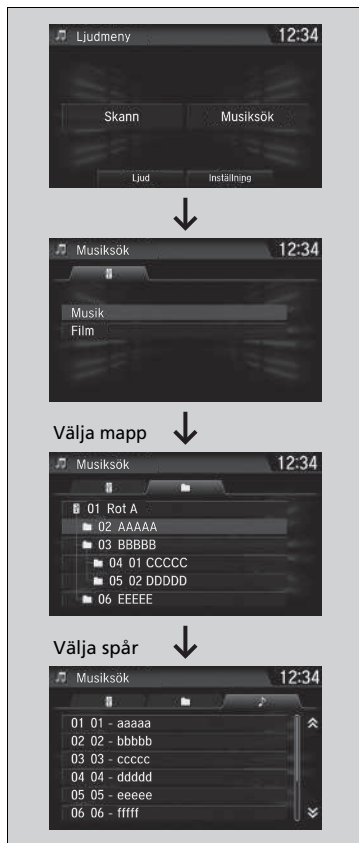 Ljudmeny 12:34
Skann Musiksök
Ljud Inställning
Musiksök 12:34
Musik
Film
Välja mapp
Musiksök 12:34
01 Rot A
02 AAAAA
03 BBBBB
04 01 CCCCC
05 02 DDDDD
06 EEEEE
Välja spår
Musiksök 12:34
01 01 - aaaaa
02 02 - bbbbb
03 03 - ccccc
04 04 - ddddd
05 05 - eeeee
06 06 - fffff